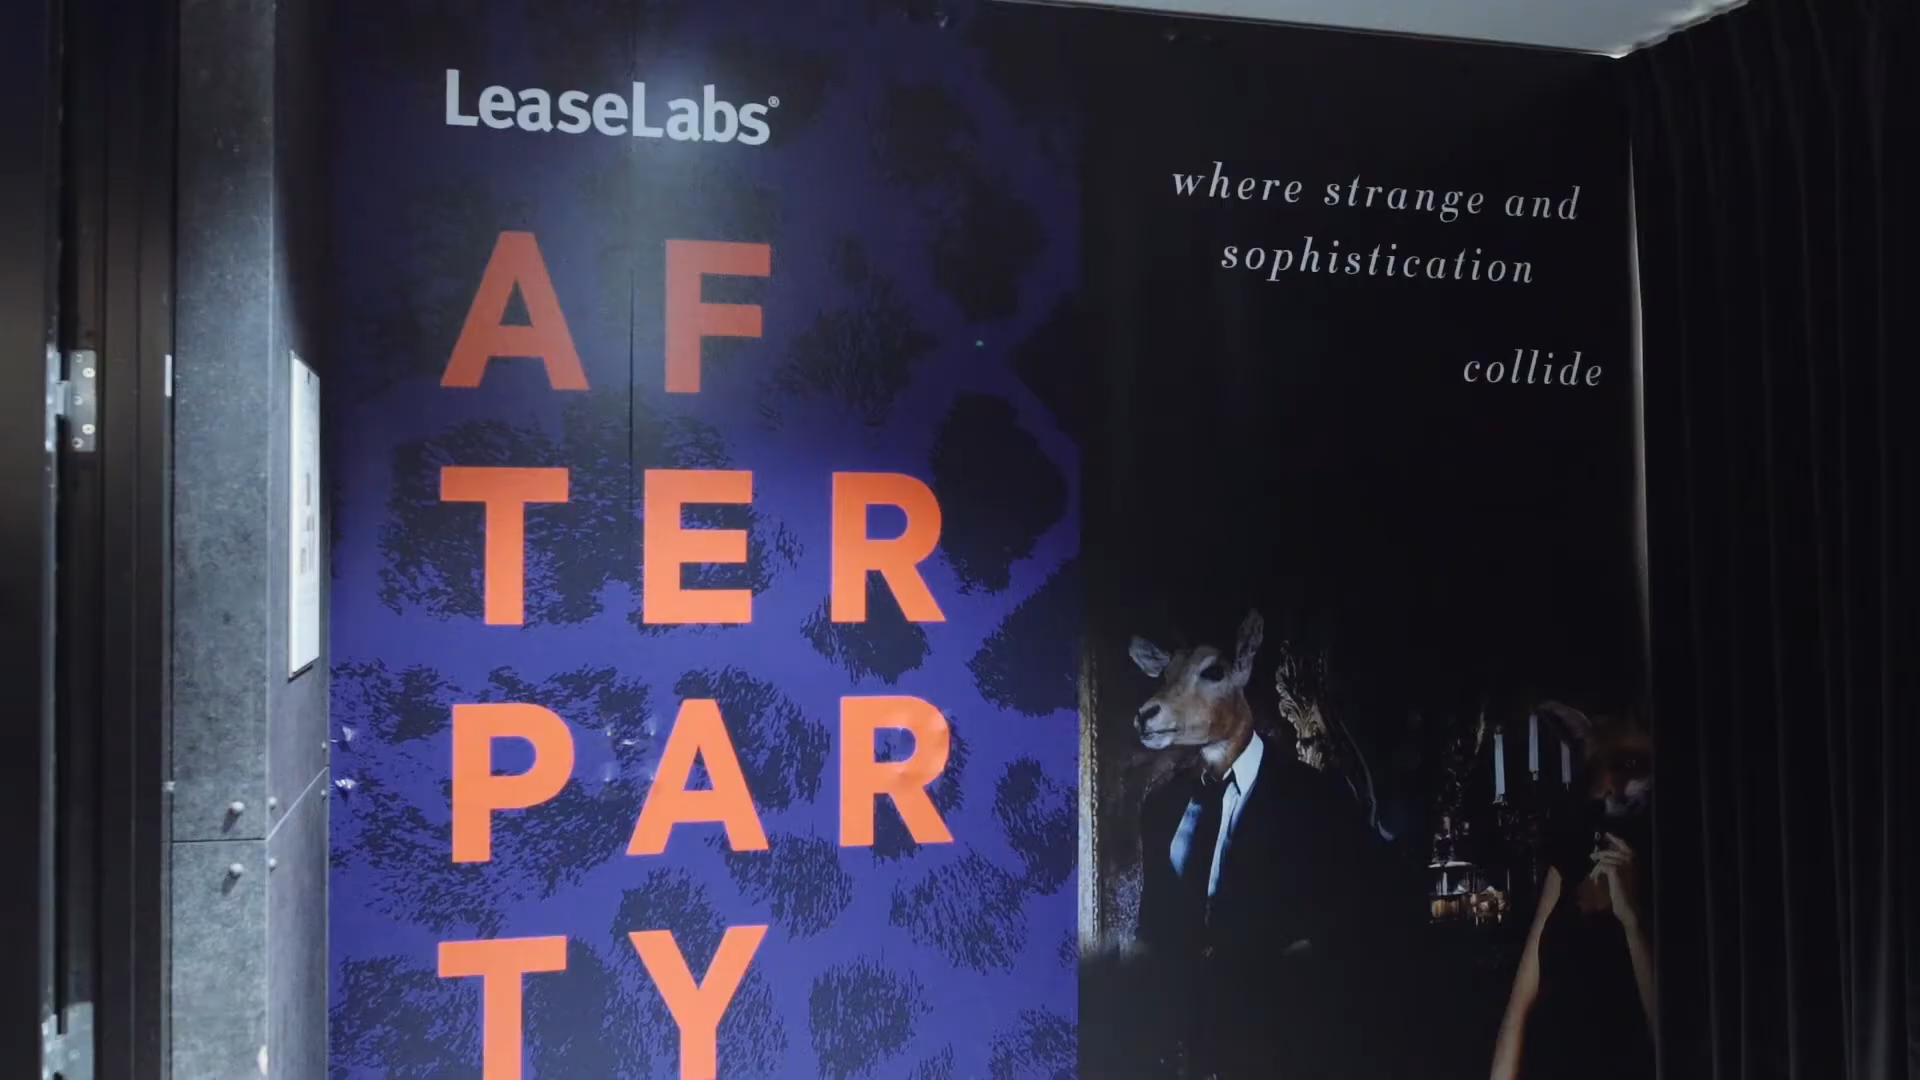 LeaseLabs®
AF
TER
PAR
TY
where strange and
sophistication
collide